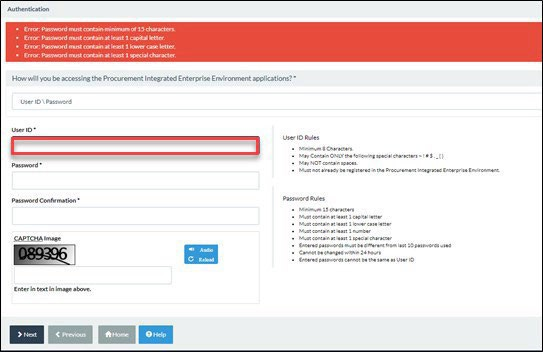 Authentication
Error: Password must contain minimum of 15 characters.
Error: Password must contain at least 1 capital letter.
Error: Password must contain at least 1 lower case letter.
Error: Password must contain at least 1 special character.
How will you be accessing the Procurement Integrated Enterprise Environment applications? *
User ID \ Password
User ID *
User ID Rules
Minimum 8 Characters.
May Contain ONLY the following special characters
May NOT contain spaces.
Must not already be registered in the Procurement Integrated Enterprise Environment.
Password *
Password Confirmation *
Password Rules
Minimum 15 characters
Must contain at least 1 capital letter
Must contain at least 1 lower case letter
Must contain at least 1 number
Must contain at least 1 special character
Entered passwords must be different from last 10 passwords used
Cannot be changed within 24 hours
Entered passwords cannot be the same as User ID
CAPTCHA Image
089396
Audio
Reload
Enter in text in image above.
Next
Previous
Home
Help